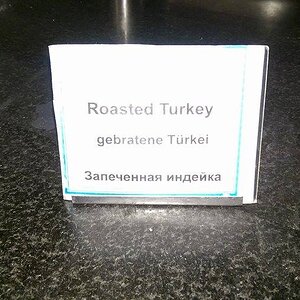 Roasted Turkey
gebratene Türkei
Запеченная индейка